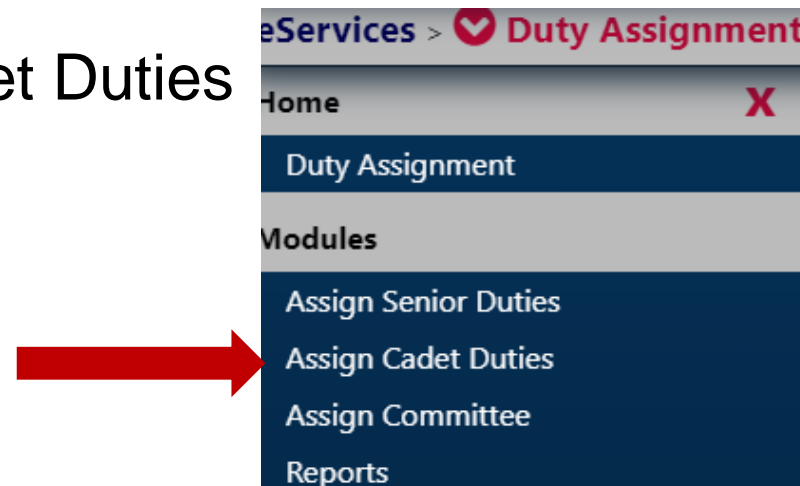 et Duties
eServices > Duty Assignment
Home X
Duty Assignment
Modules
Assign Senior Duties
Assign Cadet Duties
Assign Committee
Reports